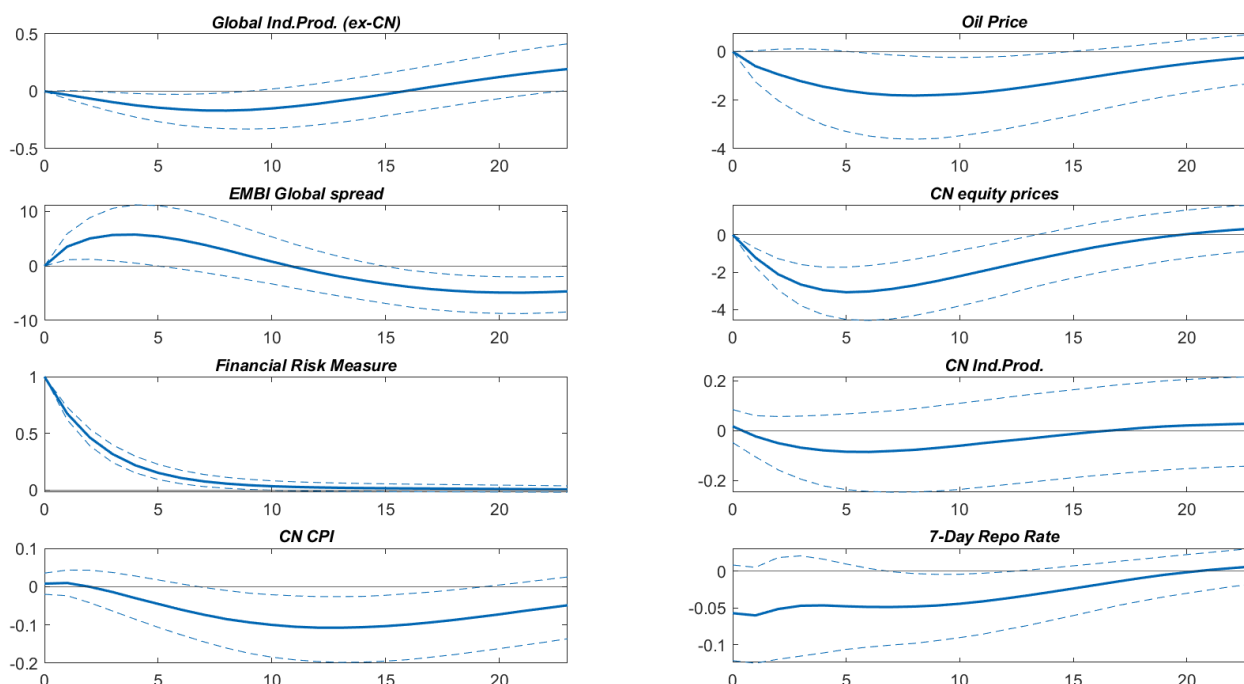 Global Ind.Prod. (ex-CN)
0.5
0
-0.5
0 5 10 15 20
Oil Price
0
-2
-4
0 5 10 15 20
EMBI Global spread
10
0
-10
0 5 10 15 20
CN equity prices
0
-2
-4
0 5 10 15 20
Financial Risk Measure
1
0.5
0
0 5 10 15 20
CN Ind.Prod.
0.2
0
-0.2
0 5 10 15 20
CN CPI
0.1
0
-0.1
-0.2
0 5 10 15 20
7-Day Repo Rate
0
-0.05
-0.1
0 5 10 15 20